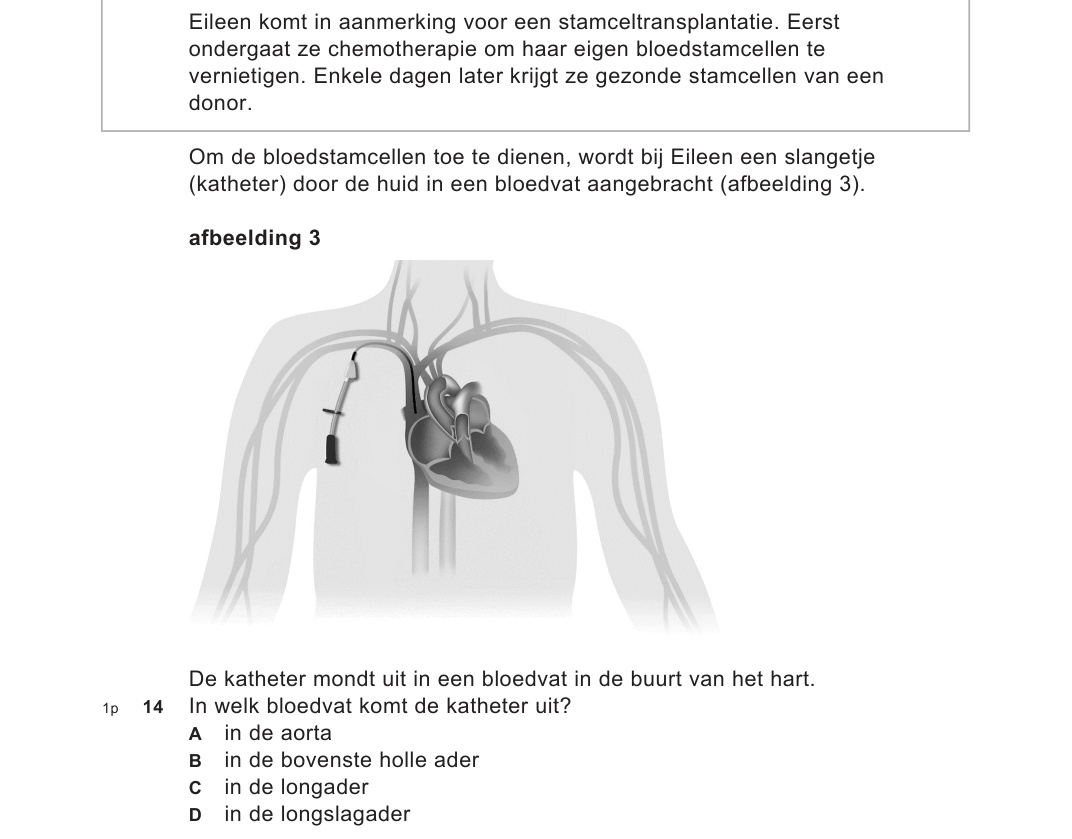 Eileen komt in aanmerking voor een stamceltransplantatie. Eerst
ondergaat ze chemotherapie om haar eigen bloedstamcellen te
vernietigen. Enkele dagen later krijgt ze gezonde stamcellen van een
donor.
Om de bloedstamcellen toe te dienen, wordt bij Eileen een slangetje
(katheter) door de huid in een bloedvat aangebracht (afbeelding 3).
afbeelding 3
De katheter mondt uit in een bloedvat in de buurt van het hart.
1p 14 In welk bloedvat komt de katheter uit?
A in de aorta
B in de bovenste holle ader
C in de longader
D in de longslagader